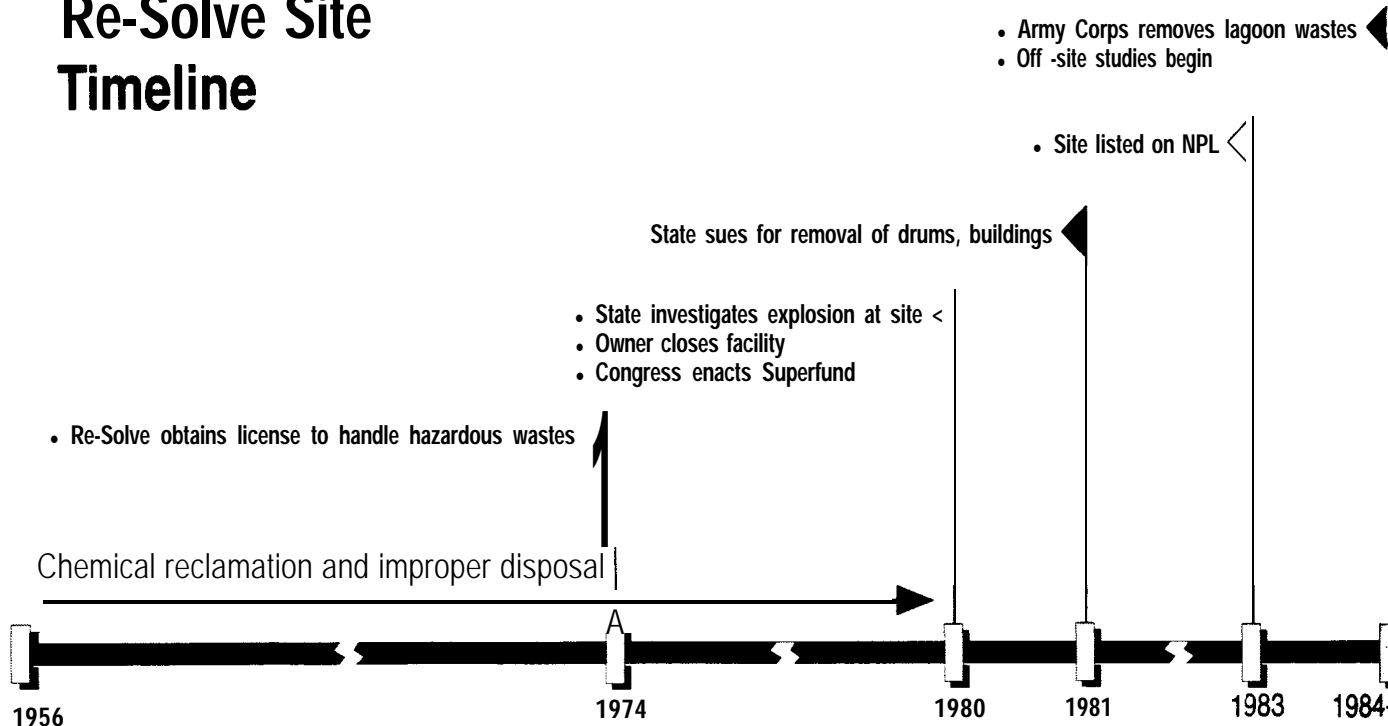 Re-Solve Site
Timeline
• Army Corps removes lagoon wastes
• Off -site studies begin
• Site listed on NPL
State sues for removal of drums, buildings
• State investigates explosion at site <
• Owner closes facility
• Congress enacts Superfund
• Re-Solve obtains license to handle hazardous wastes
Chemical reclamation and improper disposal
A
1956
1974
1980
1981
1983
1984-